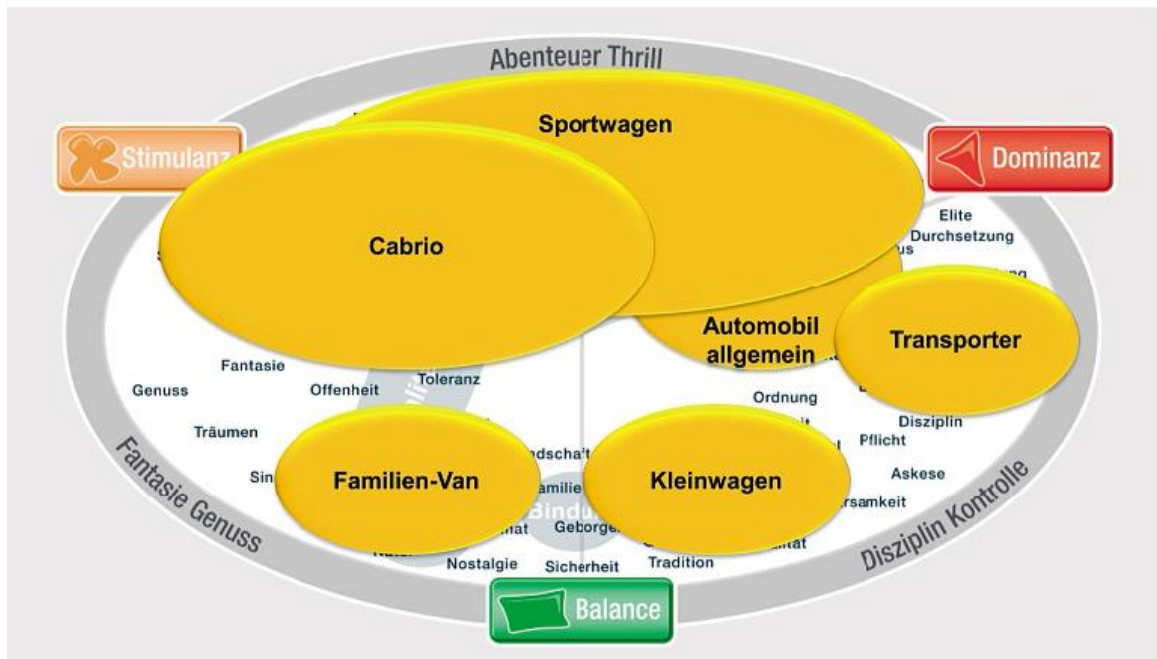 Abenteuer Thrill
Sportwagen
Stimulanz
Dominanz
Elite
Durchsetzung
Cabrio
Automobil
allgemein
Transporter
Fantasie
Toleranz
Genuss
Offenheit
Ordnung
Disziplin
Träumen
Pflicht
Askese
Familien-Van
Kleinwagen
Fantasie Genuss
Disziplin Kontrolle
Nostalgie
Sicherheit
Tradition
Balance